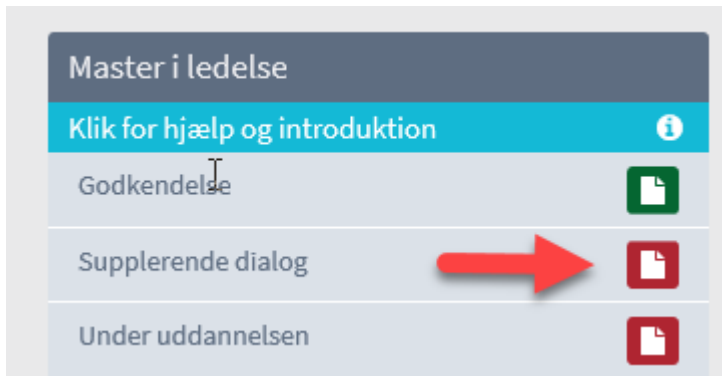 Master i ledelse
Klik for hjælp og introduktion
Godkendelse
Supplerende dialog
Under uddannelsen